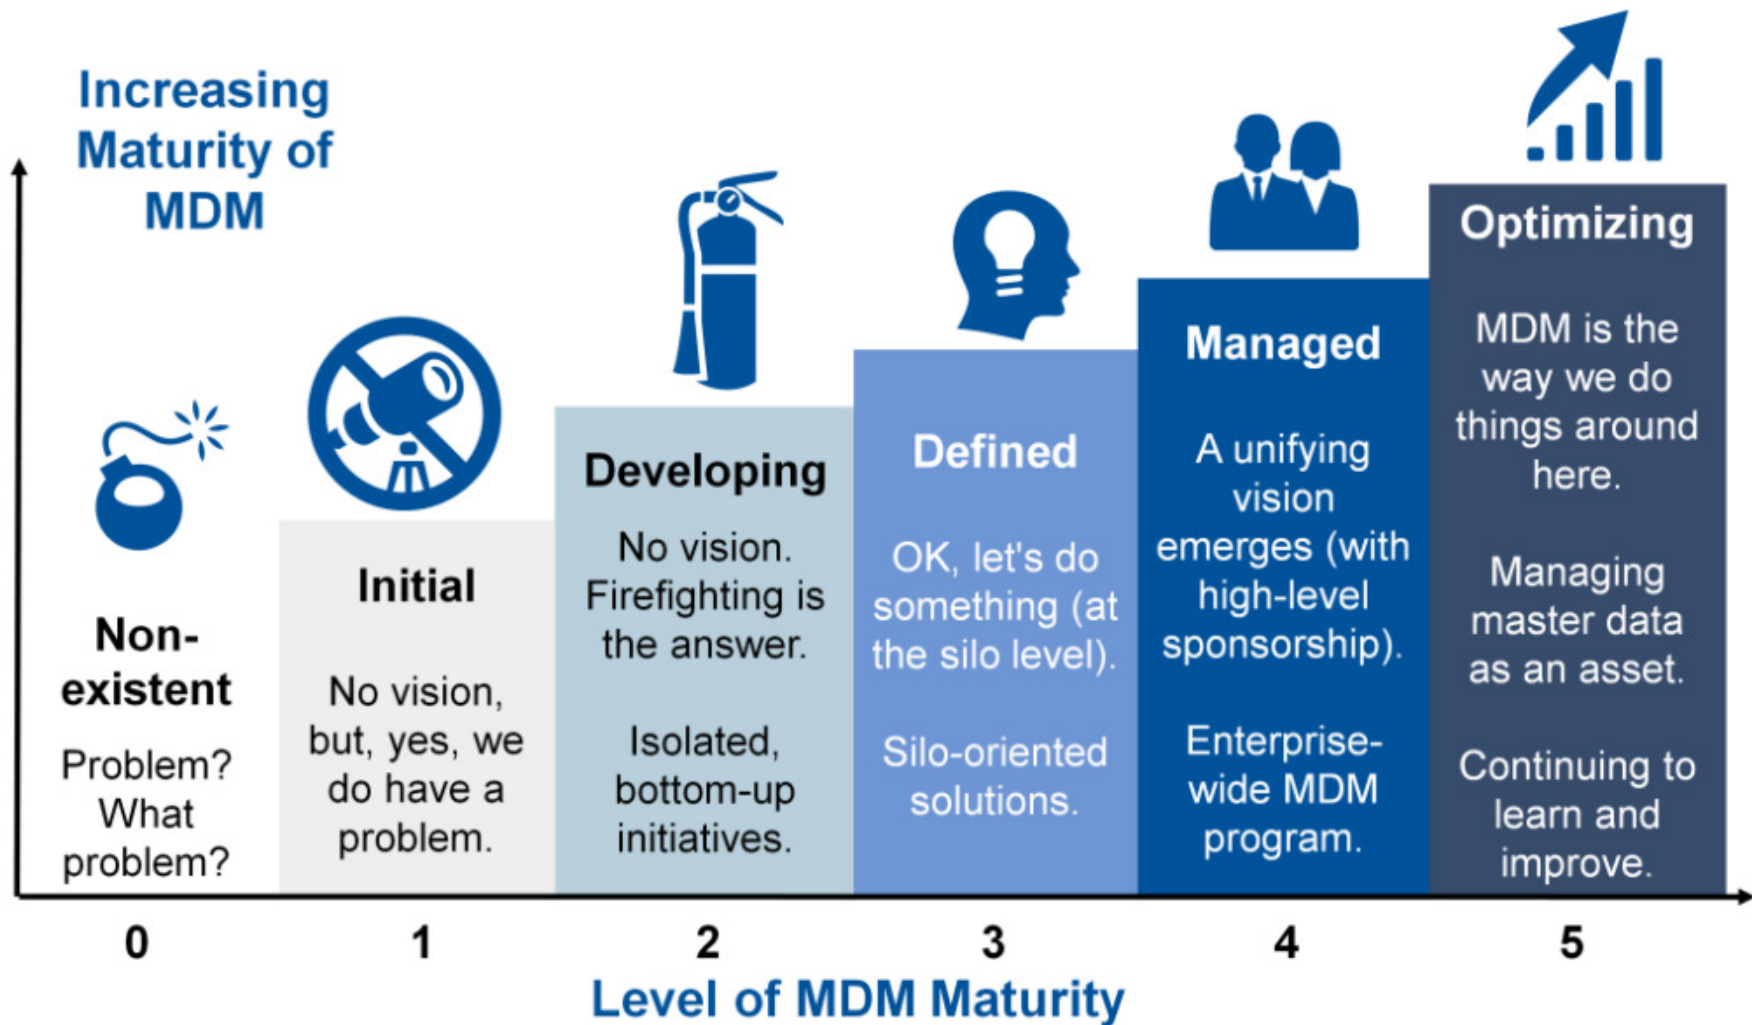 Increasing
Maturity of
MDM
Non-
existent
Problem?
What
problem?
Initial
No vision,
but, yes, we
do have a
problem.
Developing
No vision.
Firefighting is
the answer.
Isolated,
bottom-up
initiatives.
Defined
OK, let's do
something (at
the silo level).
Silo-oriented
solutions.
Managed
A unifying
vision
emerges (with
high-level
sponsorship).
Enterprise-
wide MDM
program.
Optimizing
MDM is the
way we do
things around
here.
Managing
master data
as an asset.
Continuing to
learn and
improve.
0 1 2 3 4 5
Level of MDM Maturity